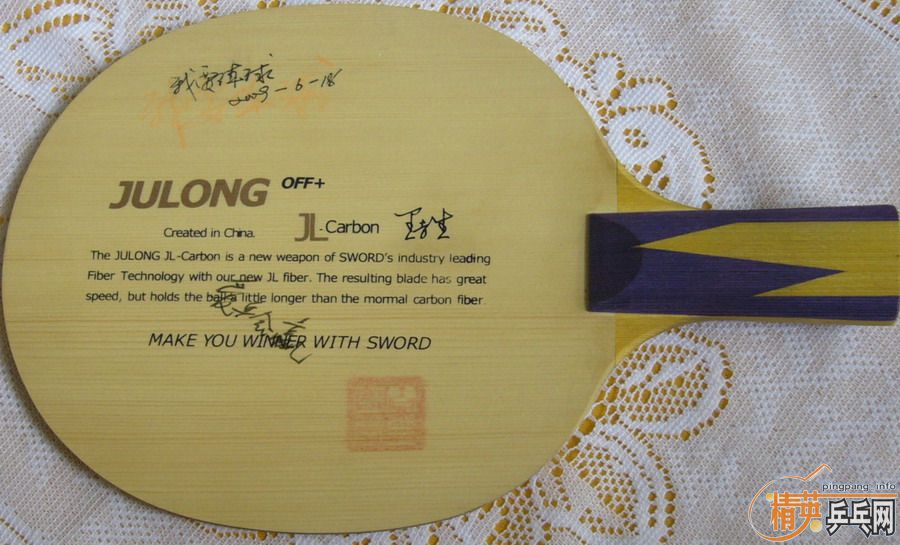 我爱乒乓球
2009-6-18
JULONG OFF+
Created in China. JL-Carbon
The JULONG JL-Carbon is a new weapon of SWORD's industry leading
Fiber Technology with our new JL fiber. The resulting blade has great
speed, but holds the ball a little longer than the mormal carbon fiber.
MAKE YOU WINNER WITH SWORD
pingpang.info
精英乒乓网